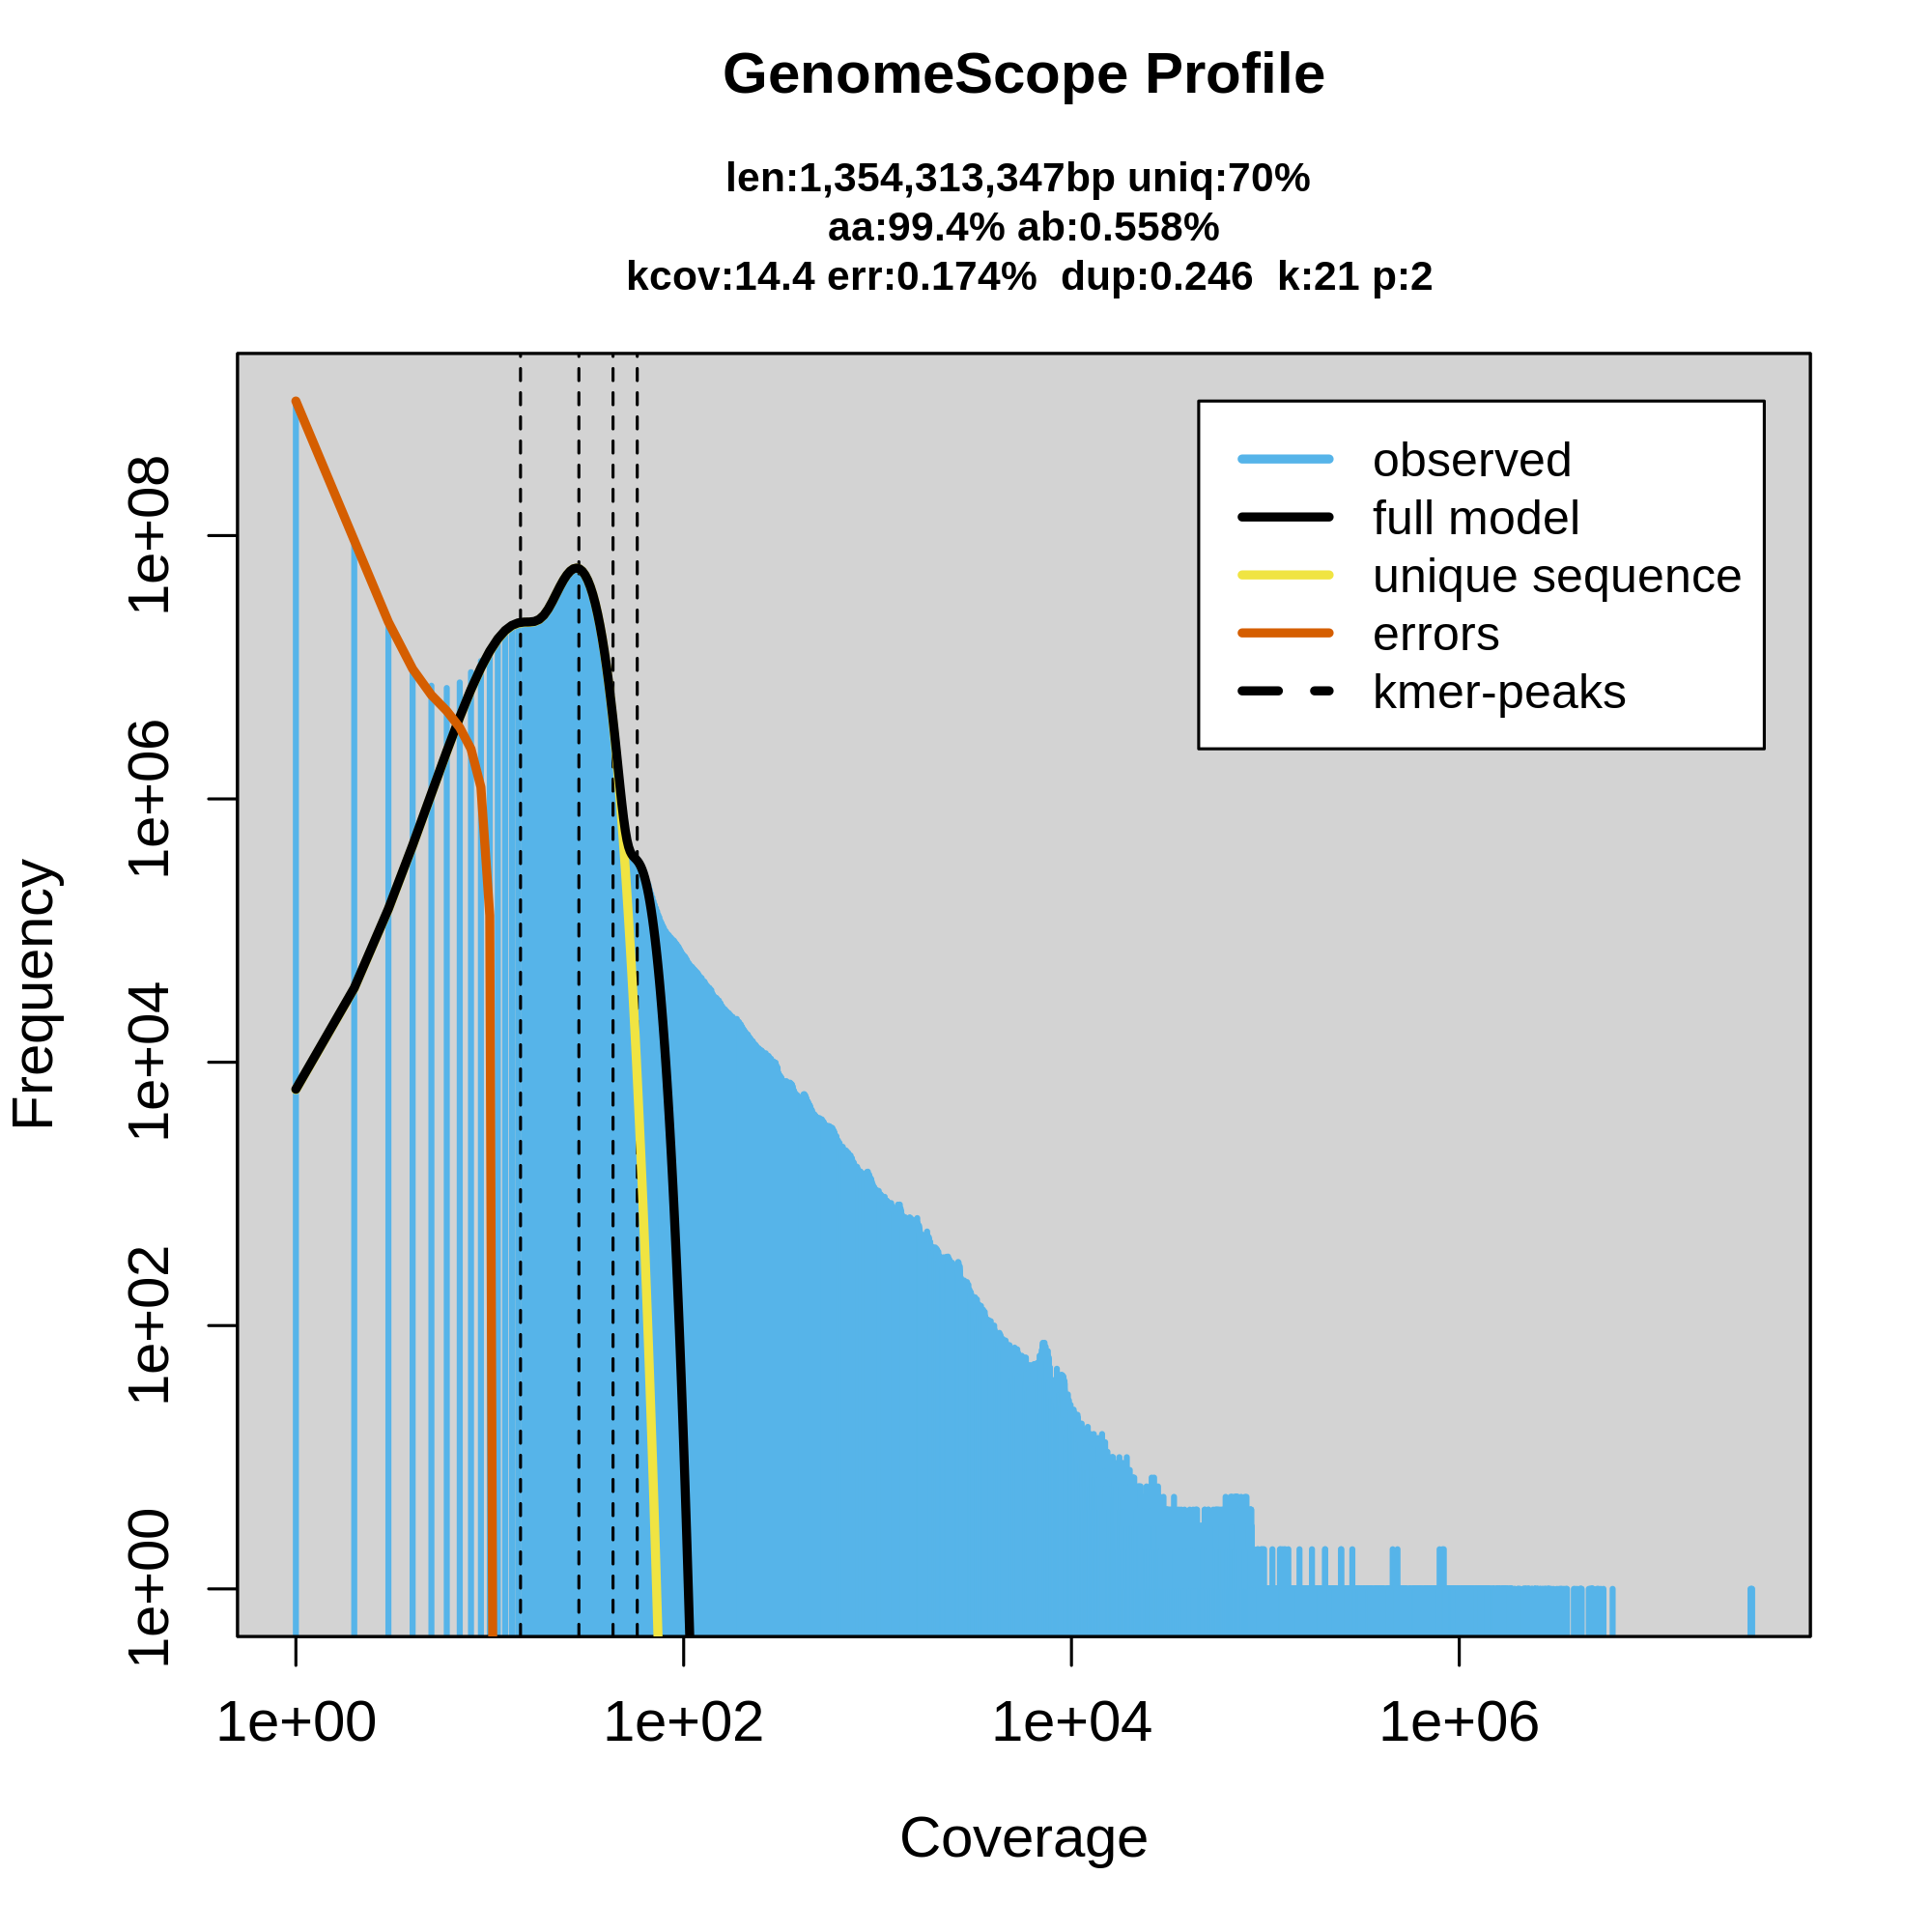 GenomeScope Profile
len:1,354,313,347bp uniq:70%
aa:99.4% ab:0.558%
kcov:14.4 err:0.174%  dup:0.246  k:21 p:2
observed
full model
unique sequence
errors
kmer-peaks
Frequency
1e+08
1e+06
1e+04
1e+02
1e+00
1e+00
1e+02
1e+04
1e+06
Coverage